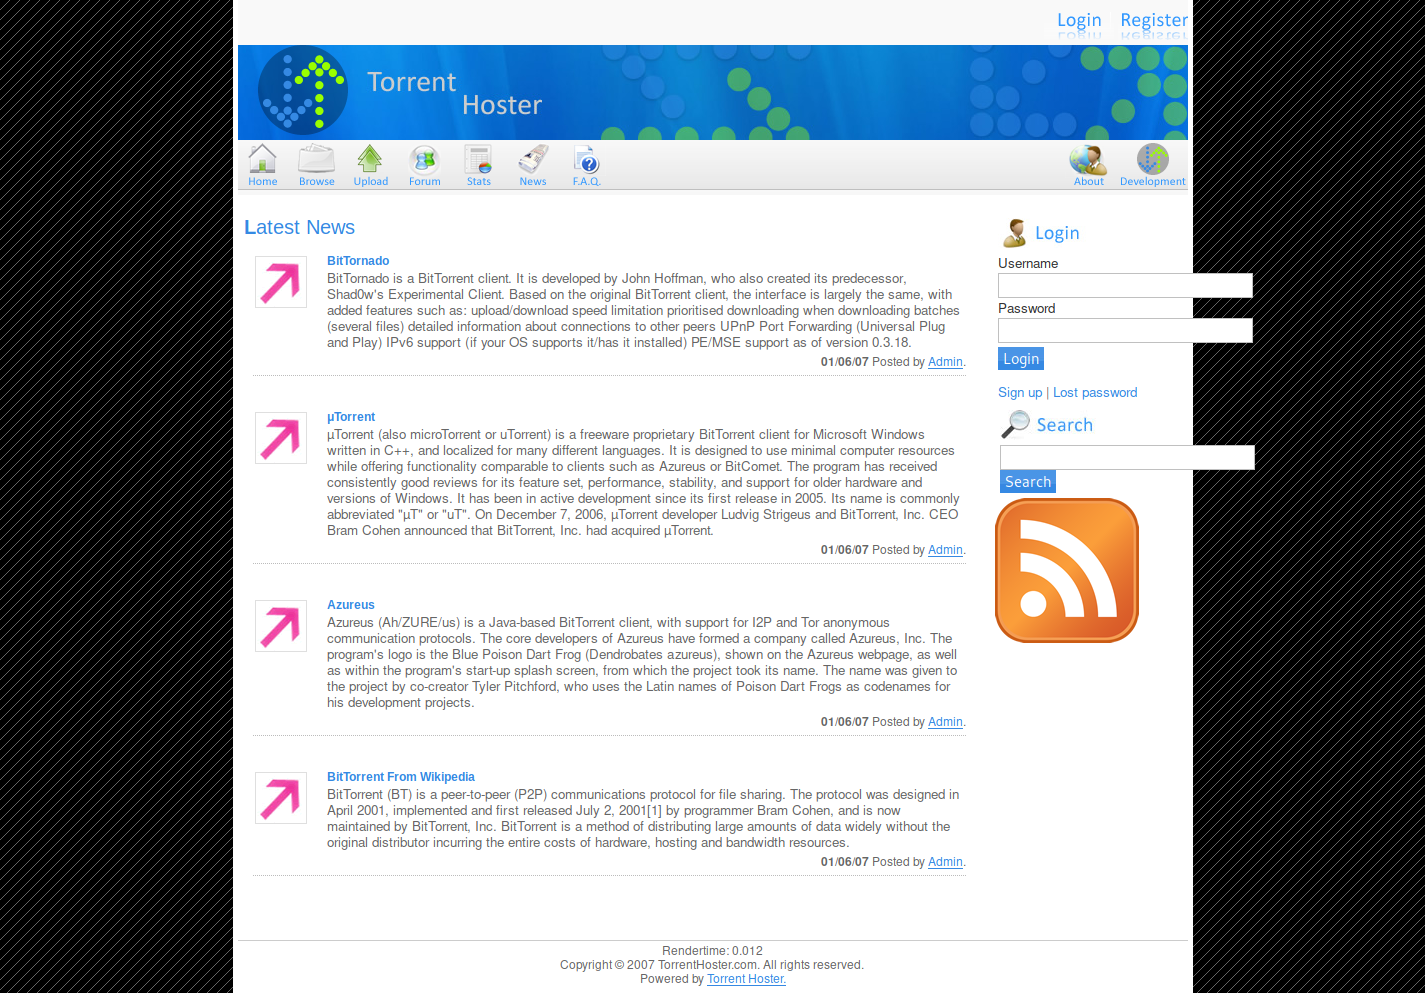 Login Register
Torrent
Hoster
Home Browse Upload Forum Stats News F.A.Q. About Development
Latest News
BitTornado
BitTornado is a BitTorrent client. It is developed by John Hoffman, who also created its predecessor,
Shad0w's Experimental Client. Based on the original BitTorrent client, the interface is largely the same, with
added features such as: upload/download speed limitation prioritised downloading when downloading batches
(several files) detailed information about connections to other peers UPnP Port Forwarding (Universal Plug
and Play) IPv6 support (if your OS supports it/has it installed) PE/MSE support as of version 0.3.18.
01/06/07 Posted by Admin.
µTorrent
µTorrent (also microTorrent or uTorrent) is a freeware proprietary BitTorrent client for Microsoft Windows
written in C++, and localized for many different languages. It is designed to use minimal computer resources
while offering functionality comparable to clients such as Azureus or BitComet. The program has received
consistently good reviews for its feature set, performance, stability, and support for older hardware and
versions of Windows. It has been in active development since its first release in 2005. Its name is commonly
abbreviated "µT" or "uT". On December 7, 2006, µTorrent developer Ludvig Strigeus and BitTorrent, Inc. CEO
Bram Cohen announced that BitTorrent, Inc. had acquired µTorrent.
01/06/07 Posted by Admin.
Azureus
Azureus (Ah/ZURE/us) is a Java-based BitTorrent client, with support for I2P and Tor anonymous
communication protocols. The core developers of Azureus have formed a company called Azureus, Inc. The
program's logo is the Blue Poison Dart Frog (Dendrobates azureus), shown on the Azureus webpage, as well
as within the program's start-up splash screen, from which the project took its name. The name was given to
the project by co-creator Tyler Pitchford, who uses the Latin names of Poison Dart Frogs as codenames for
his development projects.
01/06/07 Posted by Admin.
BitTorrent From Wikipedia
BitTorrent (BT) is a peer-to-peer (P2P) communications protocol for file sharing. The protocol was designed in
April 2001, implemented and first released July 2, 2001[1] by programmer Bram Cohen, and is now
maintained by BitTorrent, Inc. BitTorrent is a method of distributing large amounts of data widely without the
original distributor incurring the entire costs of hardware, hosting and bandwidth resources.
01/06/07 Posted by Admin.
Login
Username
Password
Login
Sign up | Lost password
Search
Search
Rendertime: 0.012
Copyright © 2007 TorrentHoster.com. All rights reserved.
Powered by Torrent Hoster.